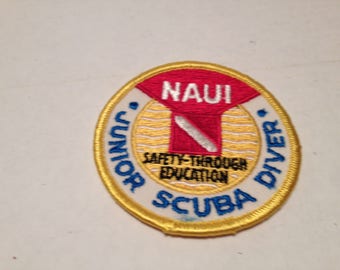 NAUI
SAFETY-THROUGH
EDUCATION
• JUNIOR SCUBA DIVER •